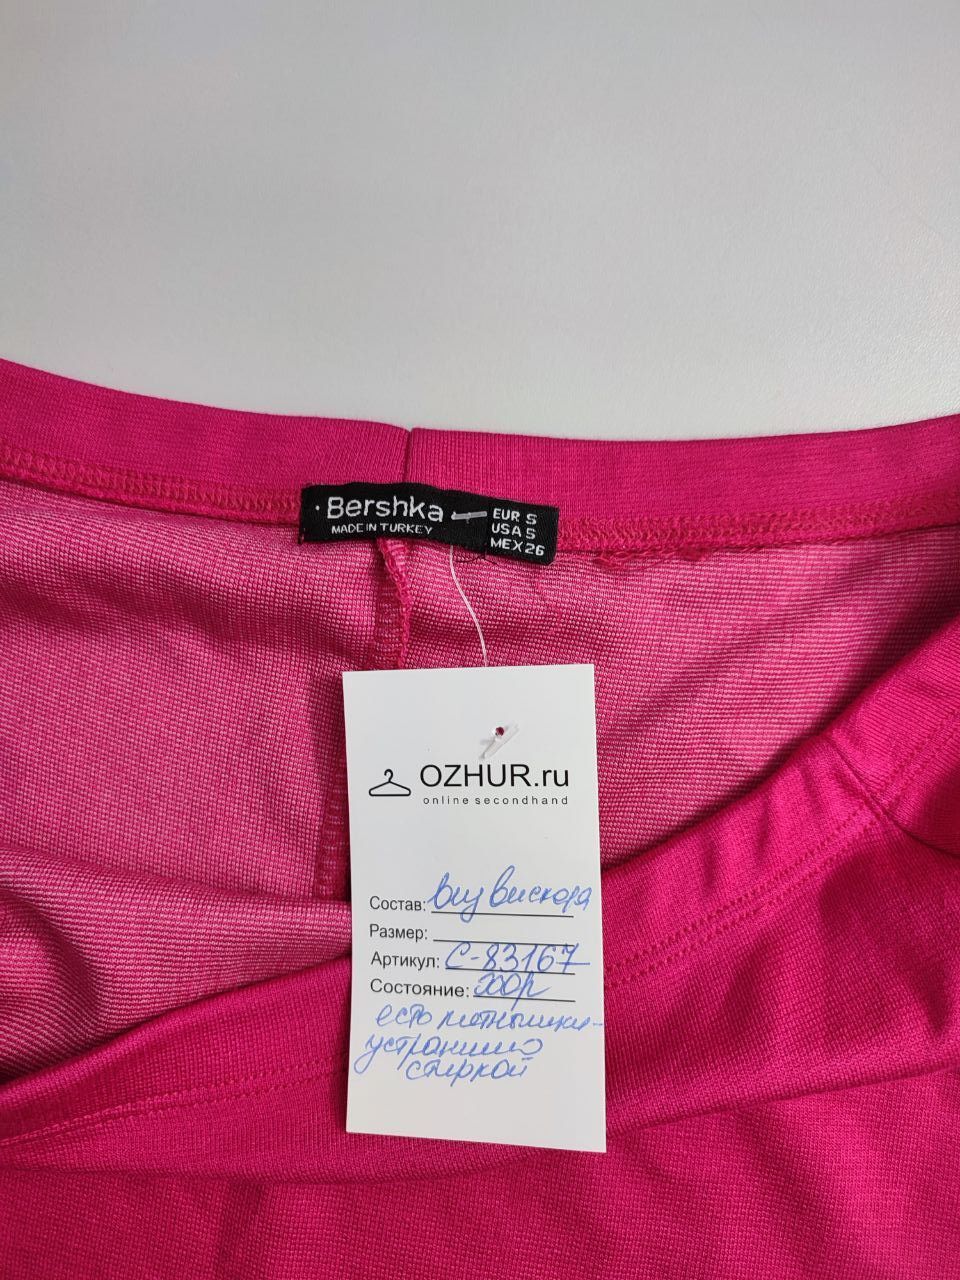 Bershka
MADE IN TURKEY
EUR S
USA S
MEX 26
OZHUR.ru
online secondhand
Состав: виз вискоза
Размер:
Артикул: С-83167
Состояние: хор
есть пятнышки-
устранимо
стиркой